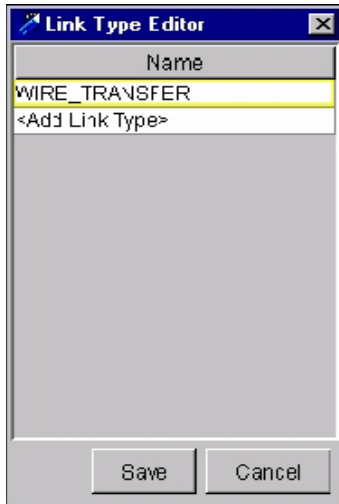 Link Type Editor
Name
WIRE_TRANSFER
<Add Link Type>
Save Cancel